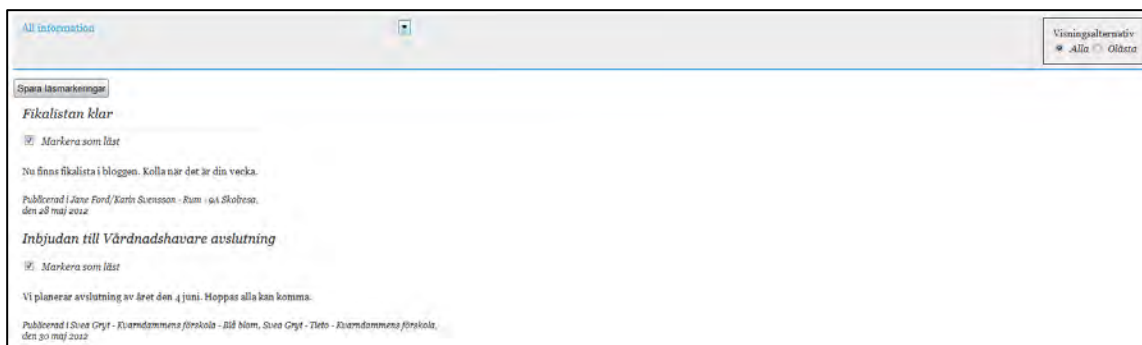 All information
Visningsalternativ
Alla Olästa
Spara läsmarkeringar
Fikalistan klar
Markera som läst
Nu finns fikalista i bloggen. Kolla när det är din vecka.
Publicerad i Jane Ford/Karin Svensson - Rum - 9A Skolresa,
den 28 maj 2012
Inbjudan till Vårdnadshavare avslutning
Markera som läst
Vi planerar avslutning av året den 4 juni. Hoppas alla kan komma.
Publicerad i Svea Gryt - Kvarndammens förskola - Blå blom, Svea Gryt - Tieto - Kvarndammens förskola,
den 30 maj 2012